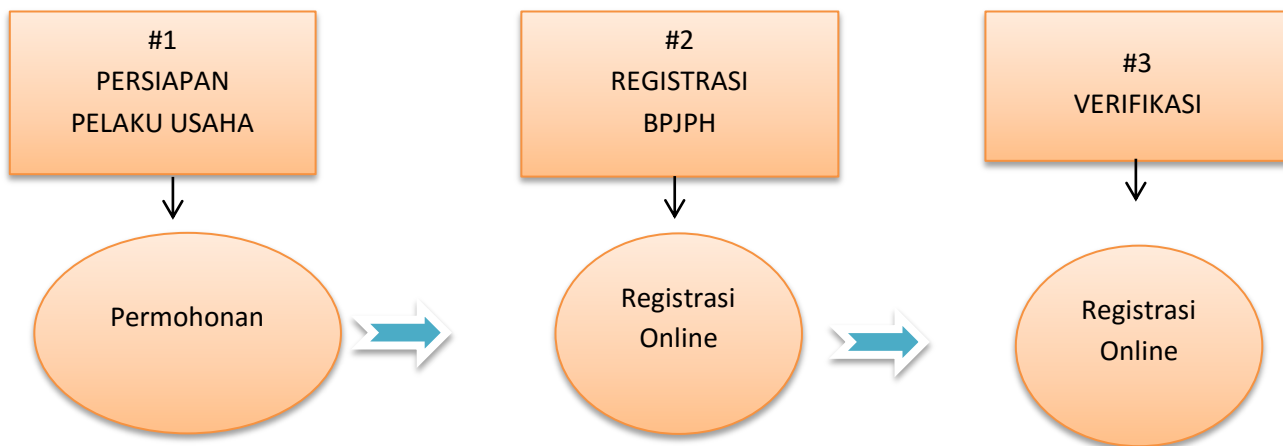 #1
PERSIAPAN
PELAKU USAHA
#2
REGISTRASI
BPJPH
#3
VERIFIKASI
Permohonan
Registrasi
Online
Registrasi
Online